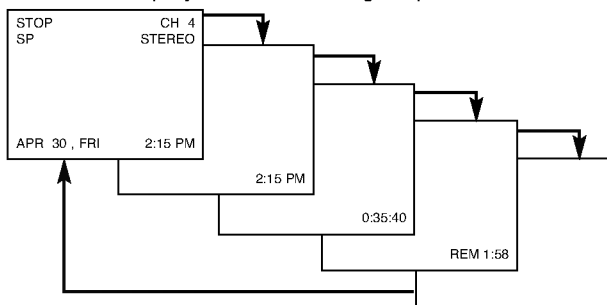 STOP CH 4
SP STEREO
APR 30 , FRI 2:15 PM
2:15 PM
0:35:40
REM 1:58